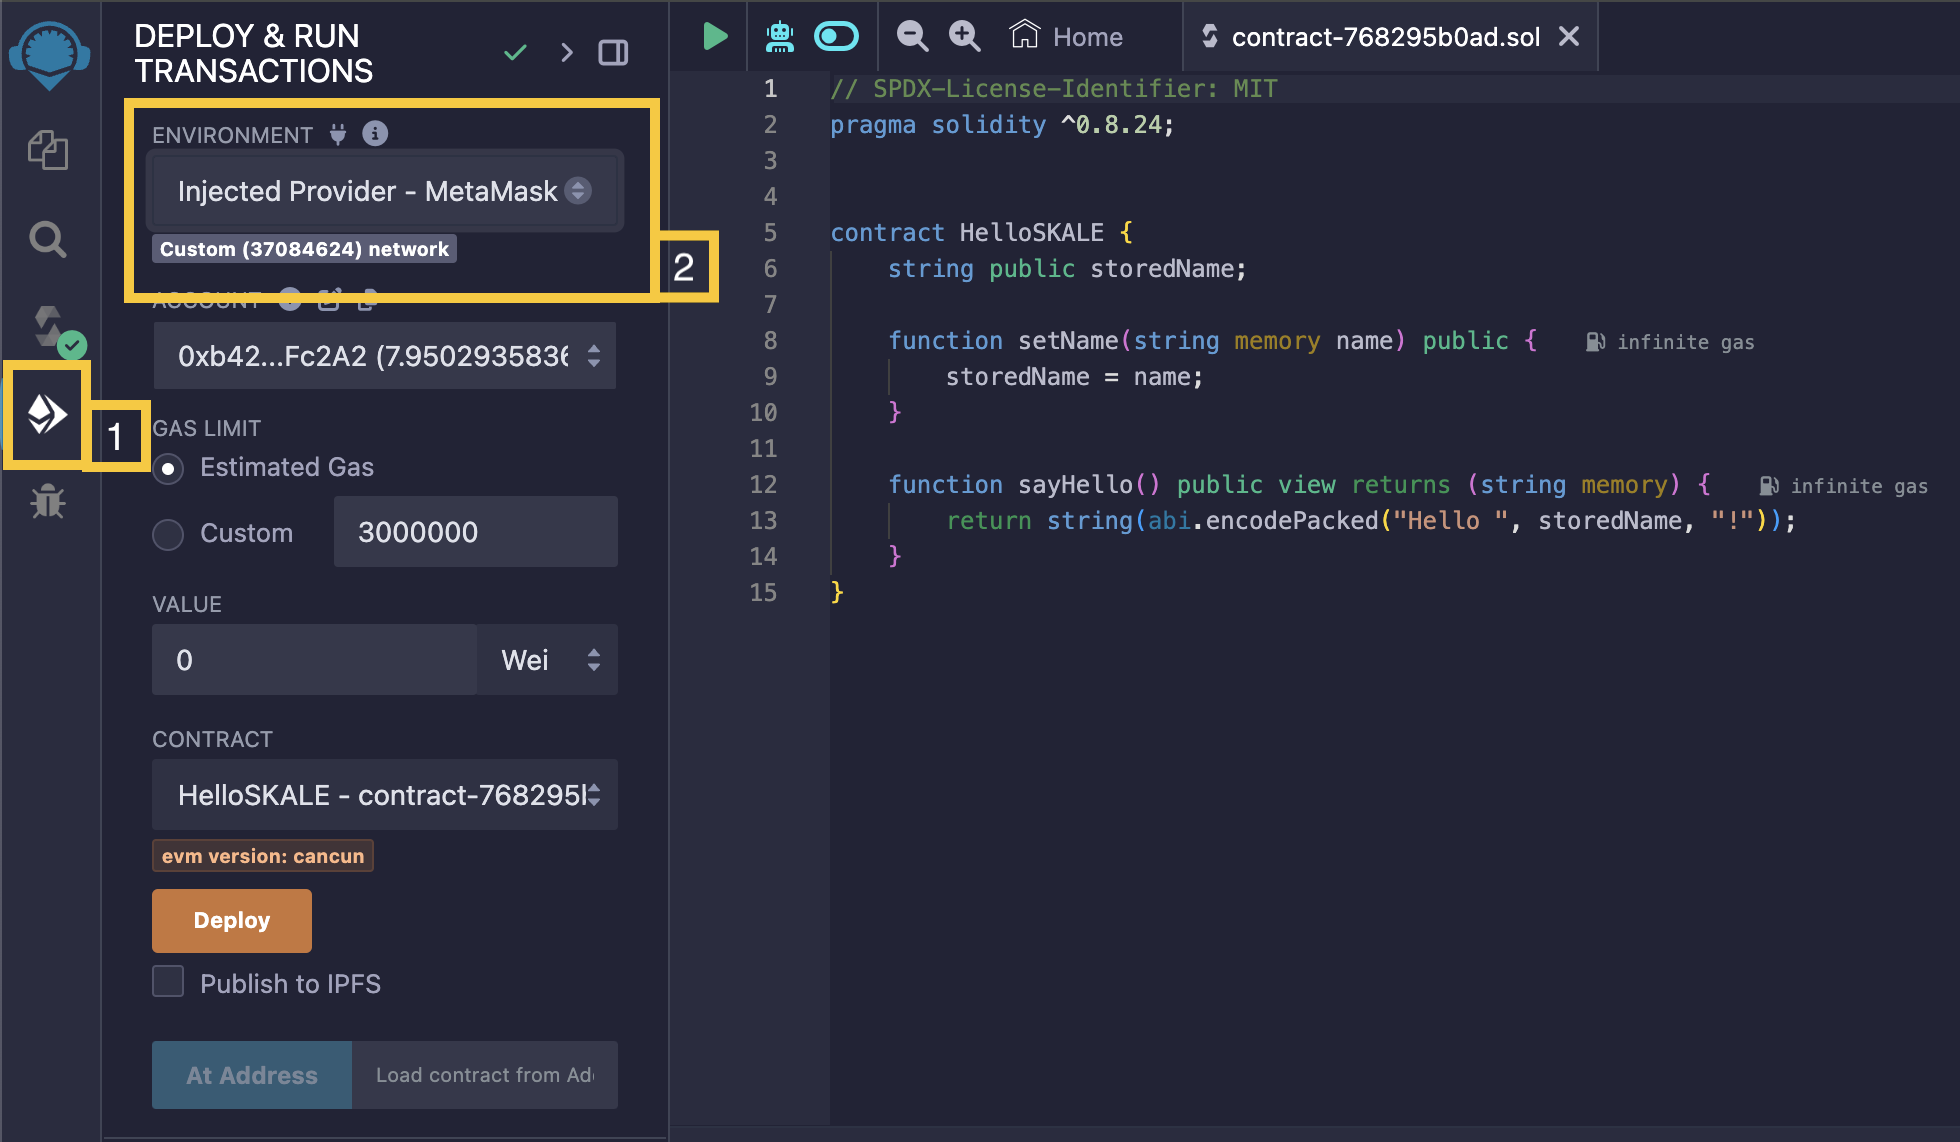 DEPLOY & RUN
TRANSACTIONS
ENVIRONMENT
Injected Provider - MetaMask
Custom (37084624) network
2
ACCOUNT
0xb42...Fc2A2 (7.9502935836
1
GAS LIMIT
Estimated Gas
Custom
3000000
VALUE
0
Wei
CONTRACT
HelloSKALE - contract-768295
evm version: cancun
Deploy
Publish to IPFS
At Address
Load contract from Ad
Home
contract-768295b0ad.sol
1 // SPDX-License-Identifier: MIT
2 pragma solidity ^0.8.24;
3
4
5 contract HelloSKALE {
6 string public storedName;
7
8 function setName(string memory name) public { infinite gas
9 storedName = name;
10 }
11
12 function sayHello() public view returns (string memory) { infinite gas
13 return string(abi.encodePacked("Hello ", storedName, "!"));
14 }
15 }